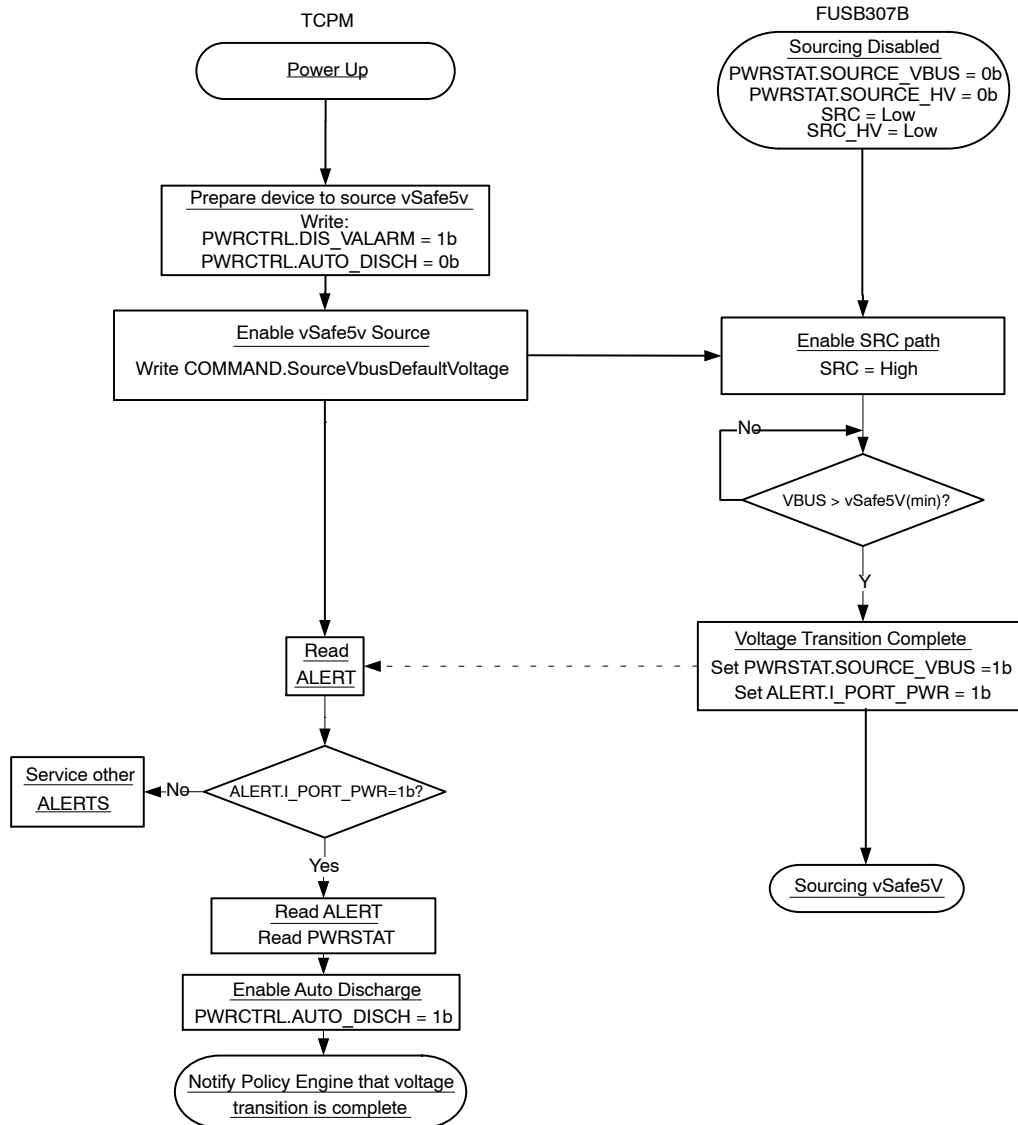 TCPM
FUSB307B
Power Up
Sourcing Disabled
PWRSTAT.SOURCE_VBUS = 0b
PWRSTAT.SOURCE_HV = 0b
SRC = Low
SRC_HV = Low
Prepare device to source vSafe5v
Write:
PWRCTRL.DIS_VALARM = 1b
PWRCTRL.AUTO_DISCH = 0b
Enable vSafe5v Source
Write COMMAND.SourceVbusDefaultVoltage
Enable SRC path
SRC = High
No
VBUS > vSafe5V(min)?
Y
Voltage Transition Complete
Set PWRSTAT.SOURCE_VBUS =1b
Set ALERT.I_PORT_PWR = 1b
Read
ALERT
Service other
ALERTS
No
ALERT.I_PORT_PWR=1b?
Yes
Sourcing vSafe5V
Read ALERT
Read PWRSTAT
Enable Auto Discharge
PWRCTRL.AUTO_DISCH = 1b
Notify Policy Engine that voltage
transition is complete